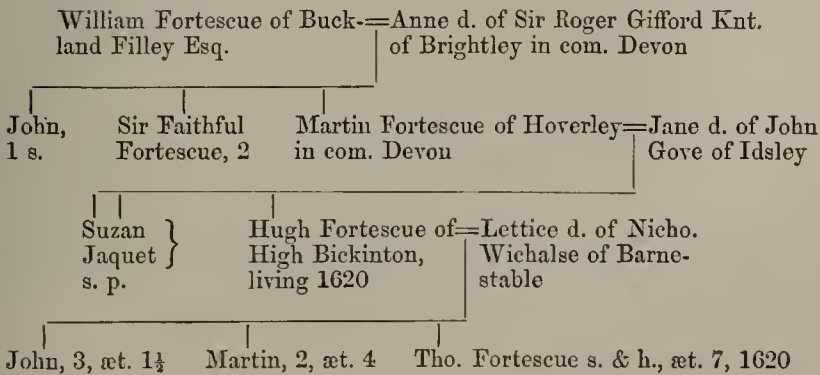 William Fortescue of Buck-=Anne d. of Sir Roger Gifford Knt.
land Filley Esq. of Brightley in com. Devon
John, Sir Faithful Martin Fortescue of Hoverley=Jane d. of John
1 s. Fortescue, 2 in com. Devon Gove of Idsley
Suzan Hugh Fortescue of=Lettice d. of Nicho.
Jaquet } High Bickinton, Wichalse of Barne-
s. p. living 1620 stable
John, 3, æt. 1½ Martin, 2, æt. 4 Tho. Fortescue s. & h., æt. 7, 1620